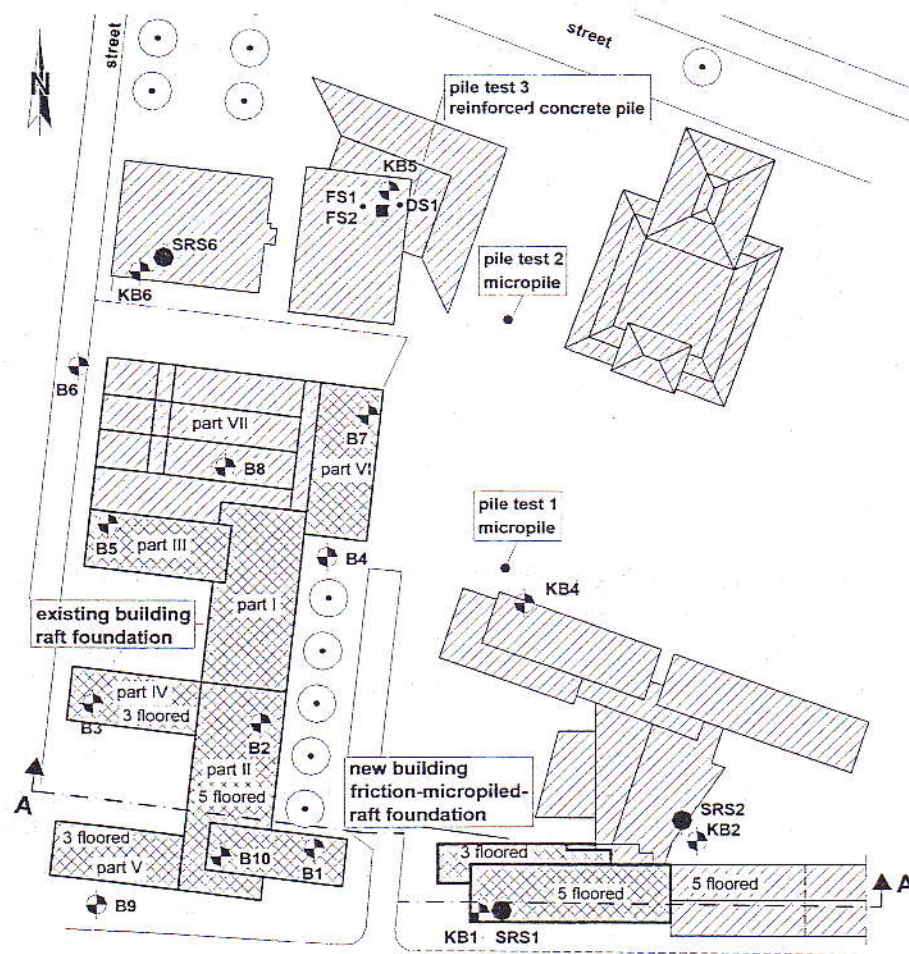 street
street
N
pile test 3
reinforced concrete pile
KB5
FS1
DS1
FS2
SRS6
KB6
pile test 2
micropile
B6
part VII
B7
B8
part VI
pile test 1
micropile
B5
part III
B4
KB4
part I
existing building
raft foundation
part IV
3 floored
B3
B2
part II
5 floored
new building
friction-micropiled-
raft foundation
A
SRS2
KB2
3 floored
part V
B10
B1
3 floored
5 floored
5 floored
A
B9
KB1
SRS1